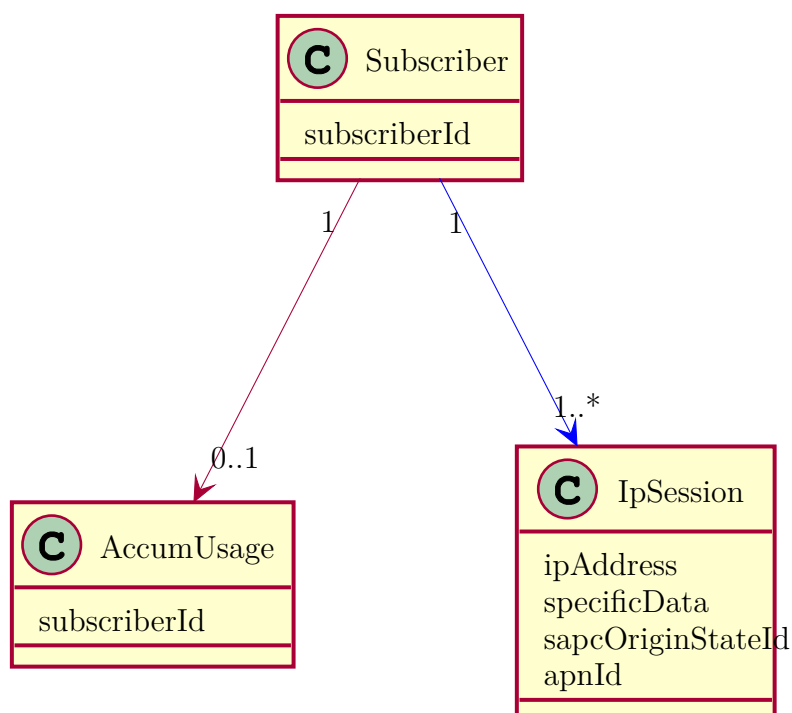 C Subscriber
subscriberId
1
1
1..*
0..1
C AccumUsage
subscriberId
C IpSession
ipAddress
specificData
sapcOriginStateId
apnId